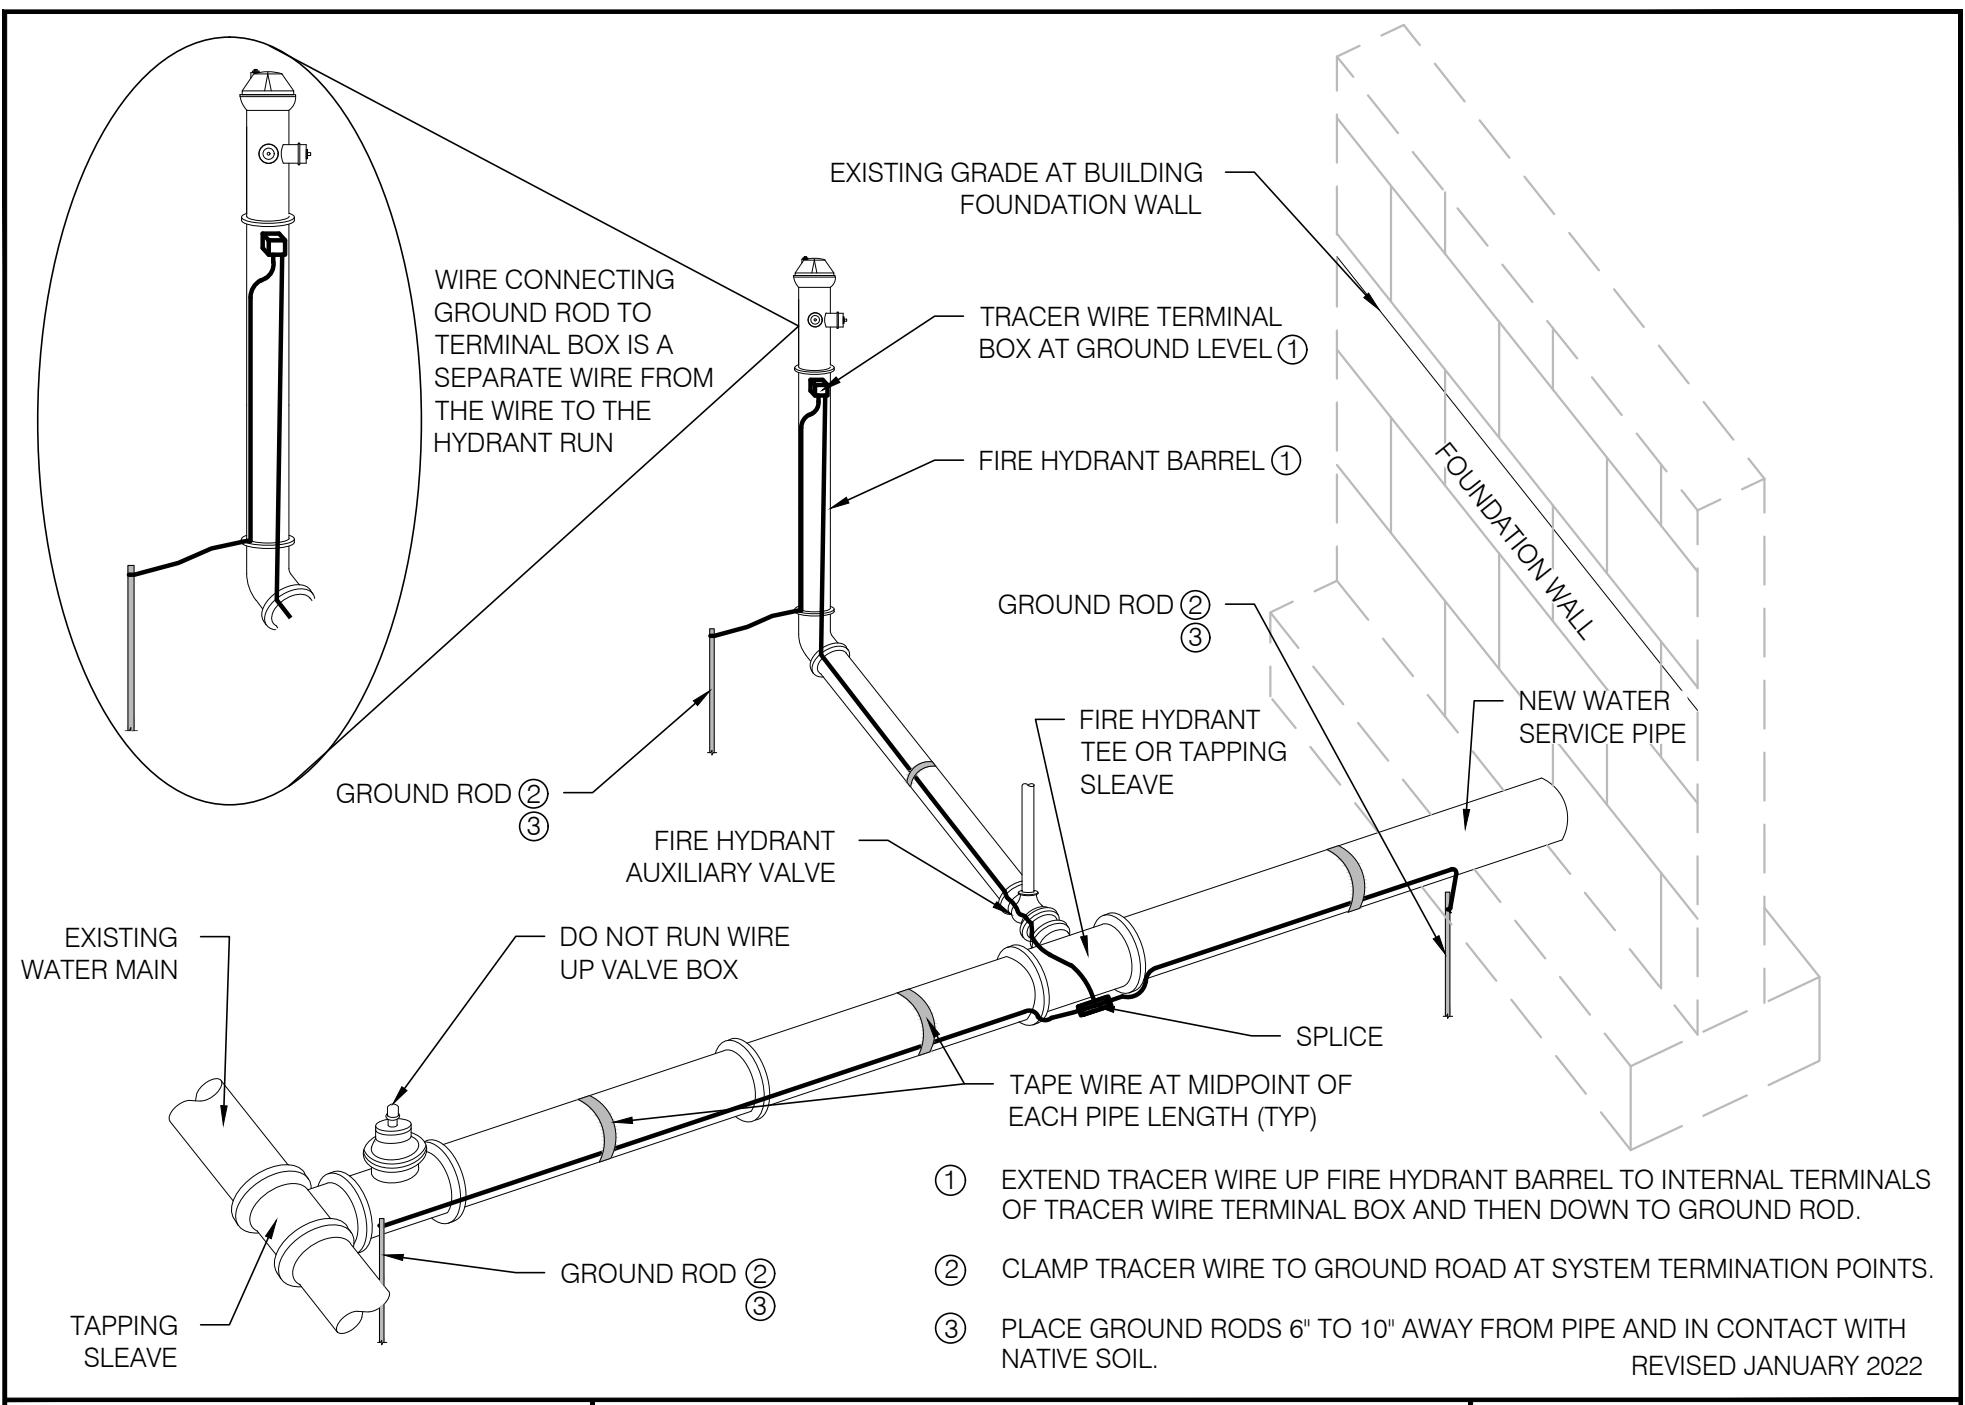 EXISTING GRADE AT BUILDING
FOUNDATION WALL
WIRE CONNECTING
GROUND ROD TO
TERMINAL BOX IS A
SEPARATE WIRE FROM
THE WIRE TO THE
HYDRANT RUN
TRACER WIRE TERMINAL
BOX AT GROUND LEVEL ①
FIRE HYDRANT BARREL ①
FOUNDATION WALL
GROUND ROD ②
③
NEW WATER
SERVICE PIPE
FIRE HYDRANT
TEE OR TAPPING
SLEAVE
GROUND ROD ②
③
FIRE HYDRANT
AUXILIARY VALVE
EXISTING
WATER MAIN
DO NOT RUN WIRE
UP VALVE BOX
SPLICE
TAPE WIRE AT MIDPOINT OF
EACH PIPE LENGTH (TYP)
GROUND ROD ②
③
TAPPING
SLEAVE
① EXTEND TRACER WIRE UP FIRE HYDRANT BARREL TO INTERNAL TERMINALS
OF TRACER WIRE TERMINAL BOX AND THEN DOWN TO GROUND ROD.
② CLAMP TRACER WIRE TO GROUND ROAD AT SYSTEM TERMINATION POINTS.
③ PLACE GROUND RODS 6" TO 10" AWAY FROM PIPE AND IN CONTACT WITH
NATIVE SOIL.
REVISED JANUARY 2022